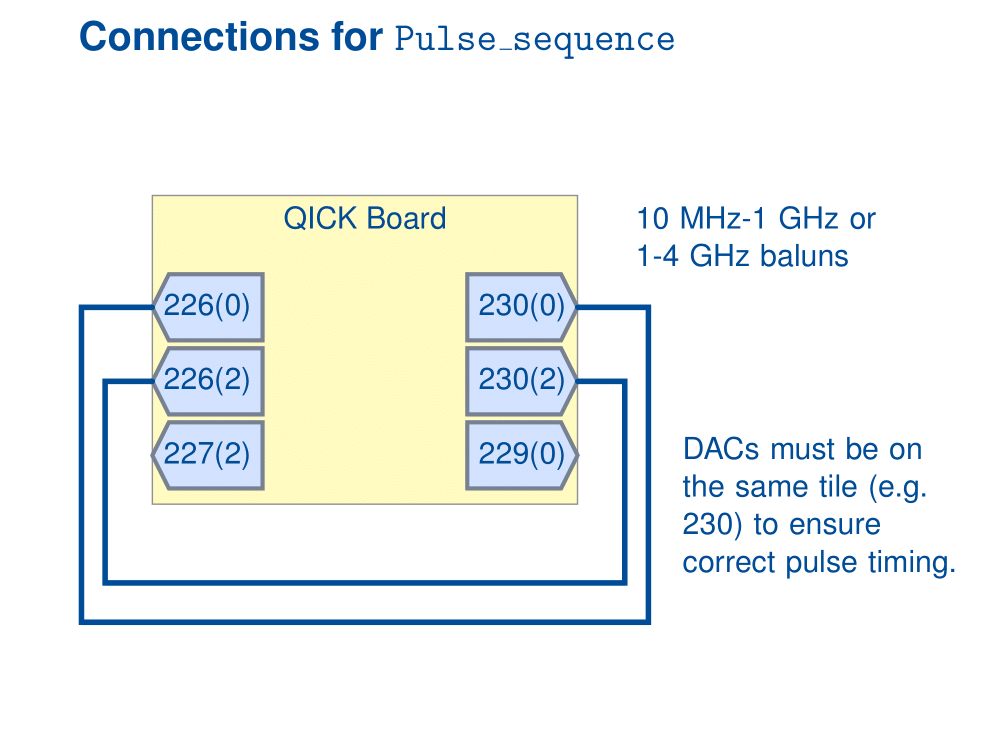 Connections for Pulse_sequence
QICK Board
10 MHz-1 GHz or
1-4 GHz baluns
226(0)
230(0)
226(2)
230(2)
227(2)
229(0)
DACs must be on
the same tile (e.g.
230) to ensure
correct pulse timing.